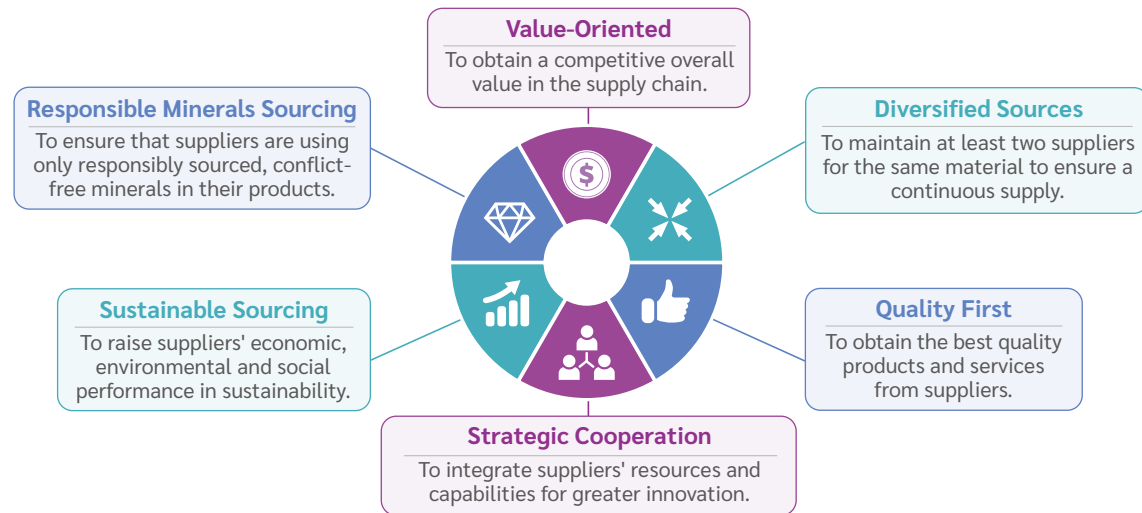 Value-Oriented
To obtain a competitive overall
value in the supply chain.
Responsible Minerals Sourcing
To ensure that suppliers are using
only responsibly sourced, conflict-
free minerals in their products.
Diversified Sources
To maintain at least two suppliers
for the same material to ensure a
continuous supply.
$
Sustainable Sourcing
To raise suppliers' economic,
environmental and social
performance in sustainability.
Quality First
To obtain the best quality
products and services
from suppliers.
Strategic Cooperation
To integrate suppliers' resources and
capabilities for greater innovation.